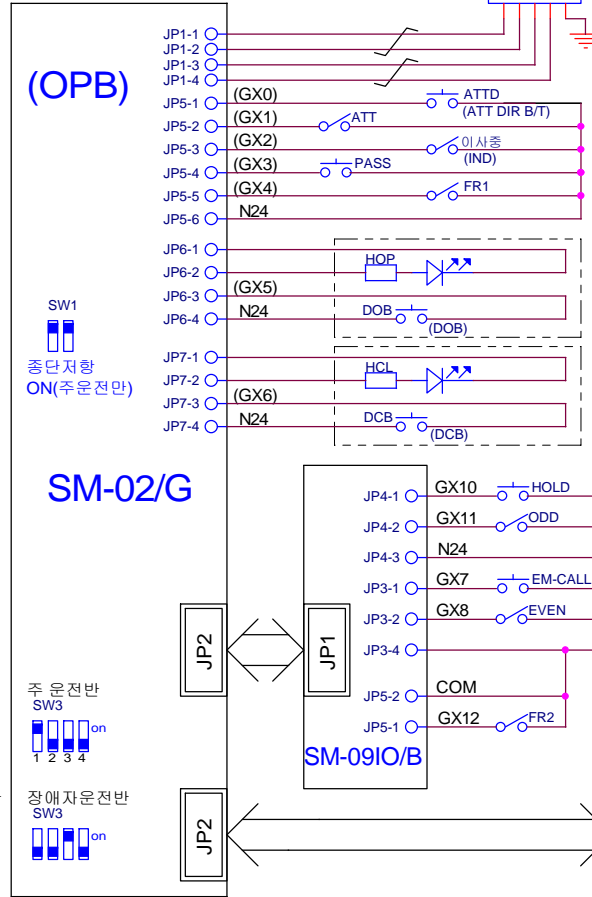 (OPB)
JP1-1
JP1-2
JP1-3
JP1-4
JP5-1 (GX0) ATTD
(ATT DIR B/T)
JP5-2 (GX1) ATT
JP5-3 (GX2) 이사중
(IND)
JP5-4 (GX3) PASS
JP5-5 (GX4) FR1
JP5-6 N24
JP6-1
JP6-2 HOP
JP6-3 (GX5)
JP6-4 N24 DOB
(DOB)
SW1
종단저항
ON(주운전만)
JP7-1
JP7-2 HCL
JP7-3 (GX6)
JP7-4 N24 DCB
(DCB)
SM-02/G
JP4-1 GX10 HOLD
JP4-2 GX11 ODD
JP4-3 N24
JP3-1 GX7 EM-CALL
JP3-2 GX8 EVEN
JP3-4
JP5-2 COM
JP5-1 GX12 FR2
JP2
JP1
SM-09IO/B
주 운전반
SW3
on
1 2 3 4
장애자운전반
SW3
on
JP2